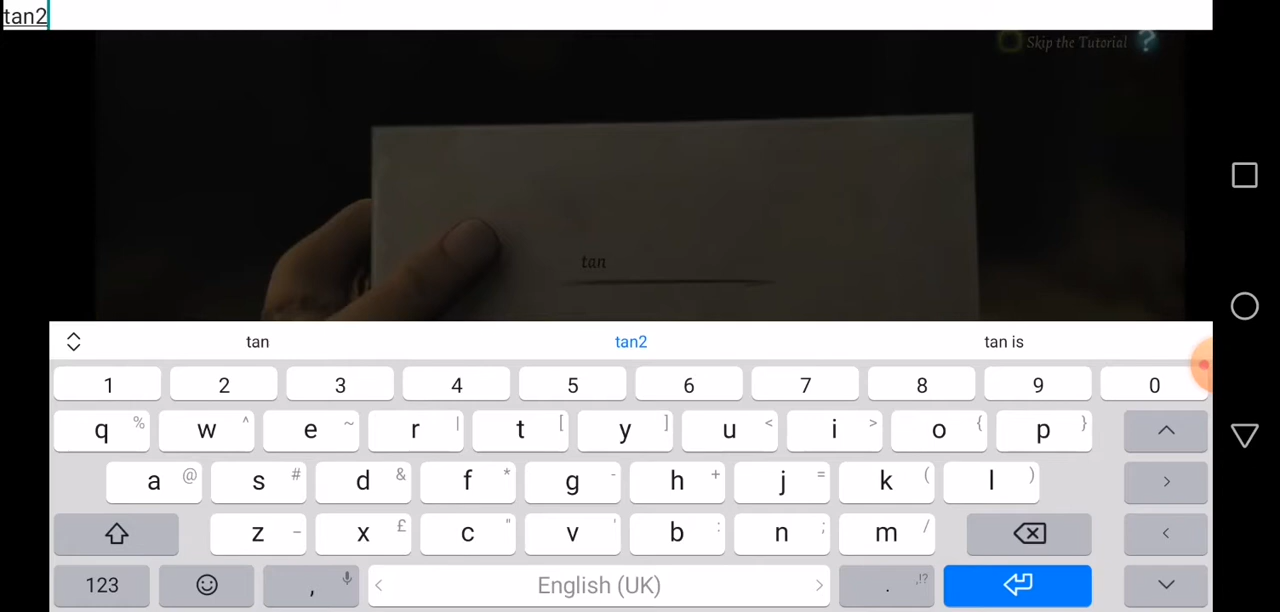 tan2
Skip the Tutorial ?
tan
tan tan2 tan is
1 2 3 4 5 6 7 8 9 0
q % w ^ e ~ r | t [ y ] u < i > o { p }
a @ s # d & f * g - h + j = k ( l )
z _ x £ c " v ' b : n ; m /
123 , < English (UK) > . ,!?